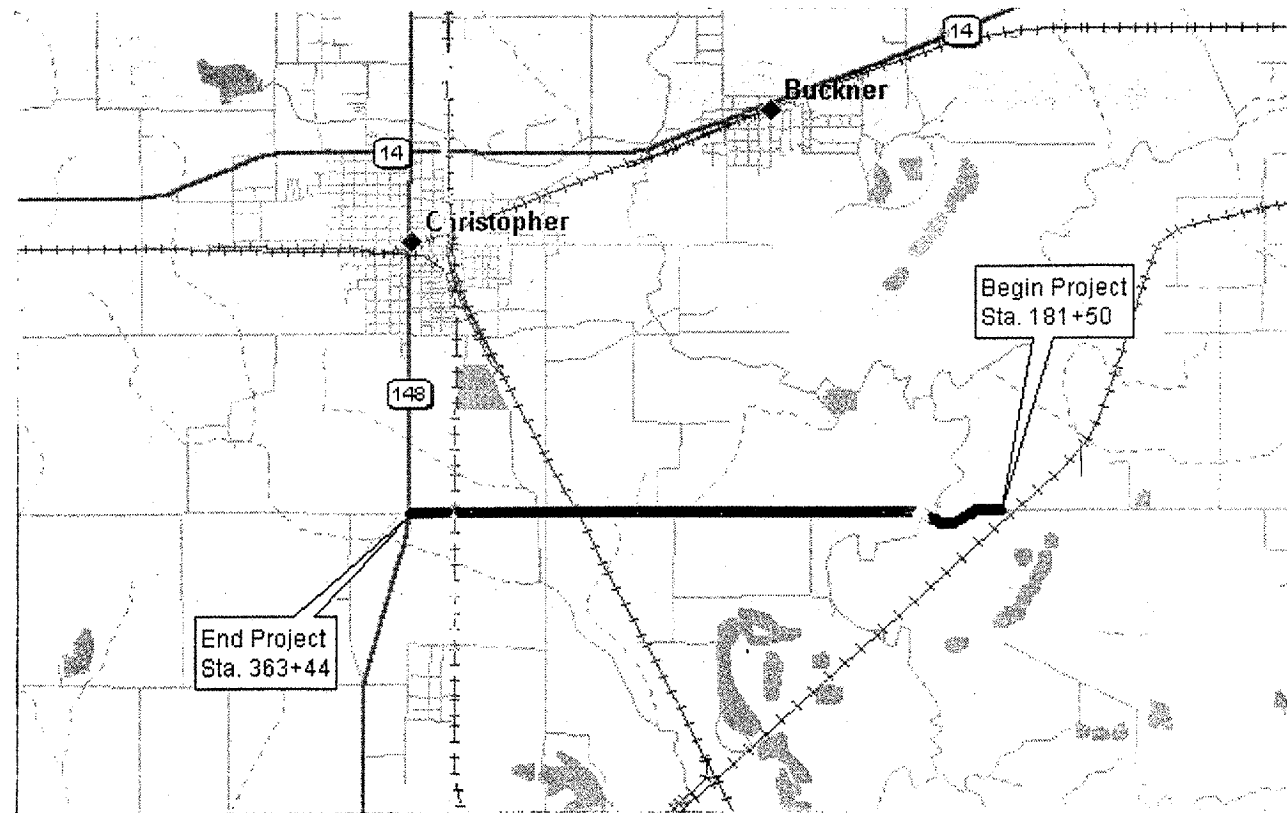 14
Buckner
14
Christopher
Begin Project
Sta. 181+50
148
End Project
Sta. 363+44